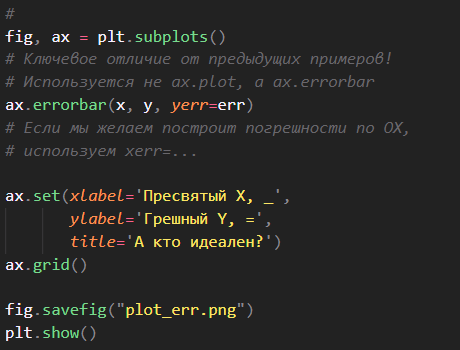 #
fig, ax = plt.subplots()
# Ключевое отличие от предыдущих примеров!
# Используется не ax.plot, а ax.errorbar
ax.errorbar(x, y, yerr=err)
# Если мы желаем построит погрешности по OX,
# используем xerr=...

ax.set(xlabel='Пресвятый X, _',
       ylabel='Грешный Y, =',
       title='А кто идеален?')
ax.grid()

fig.savefig("plot_err.png")
plt.show()